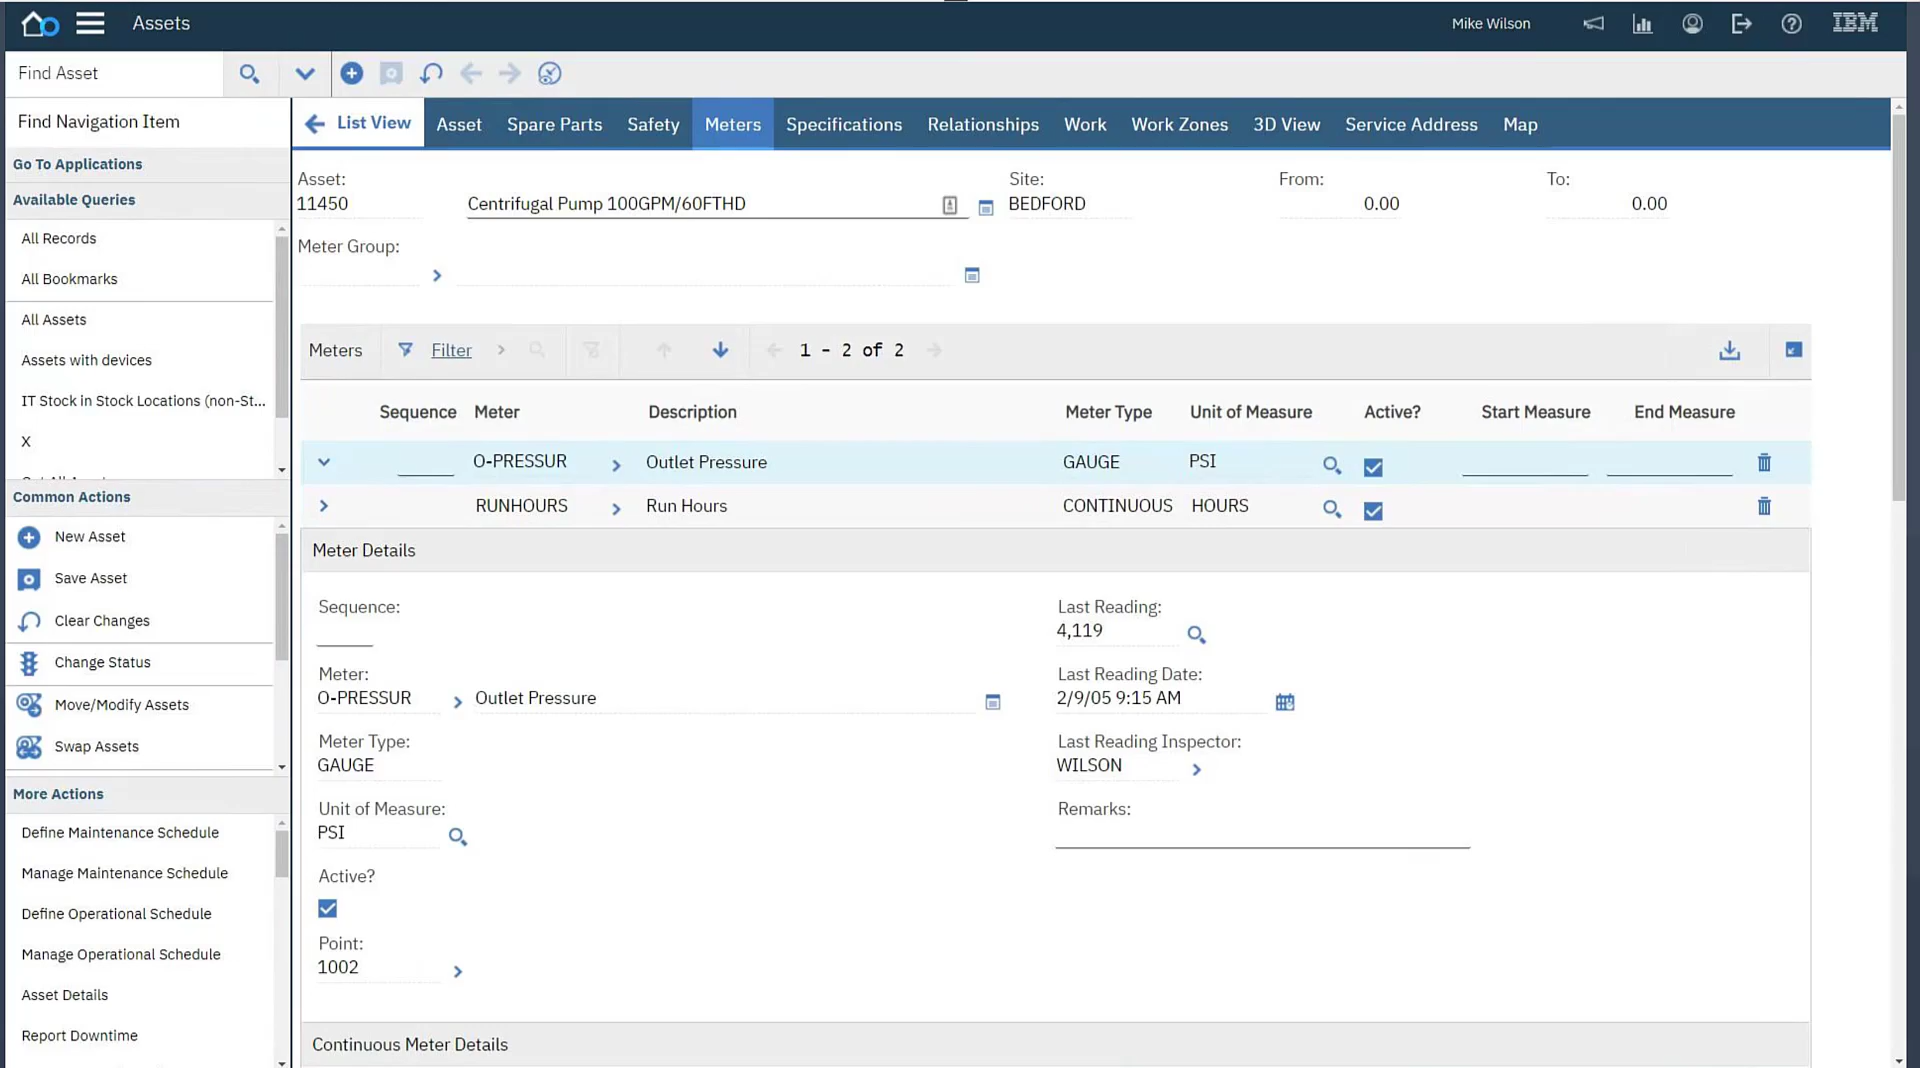 Assets
Mike Wilson
IBM
Find Asset
Find Navigation Item
Go To Applications
Available Queries
All Records
All Bookmarks
All Assets
Assets with devices
IT Stock in Stock Locations (non-St...
X
Common Actions
New Asset
Save Asset
Clear Changes
Change Status
Move/Modify Assets
Swap Assets
More Actions
Define Maintenance Schedule
Manage Maintenance Schedule
Define Operational Schedule
Manage Operational Schedule
Asset Details
Report Downtime
List View Asset Spare Parts Safety Meters Specifications Relationships Work Work Zones 3D View Service Address Map
Asset: Site: From: To:
11450 Centrifugal Pump 100GPM/60FTHD BEDFORD 0.00 0.00
Meter Group:
Meters Filter 1 - 2 of 2
Sequence Meter Description Meter Type Unit of Measure Active? Start Measure End Measure
O-PRESSUR Outlet Pressure GAUGE PSI
RUNHOURS Run Hours CONTINUOUS HOURS
Meter Details
Sequence:
Meter:
O-PRESSUR Outlet Pressure
Meter Type:
GAUGE
Unit of Measure:
PSI
Active?
Point:
1002
Last Reading:
4,119
Last Reading Date:
2/9/05 9:15 AM
Last Reading Inspector:
WILSON
Remarks:
Continuous Meter Details